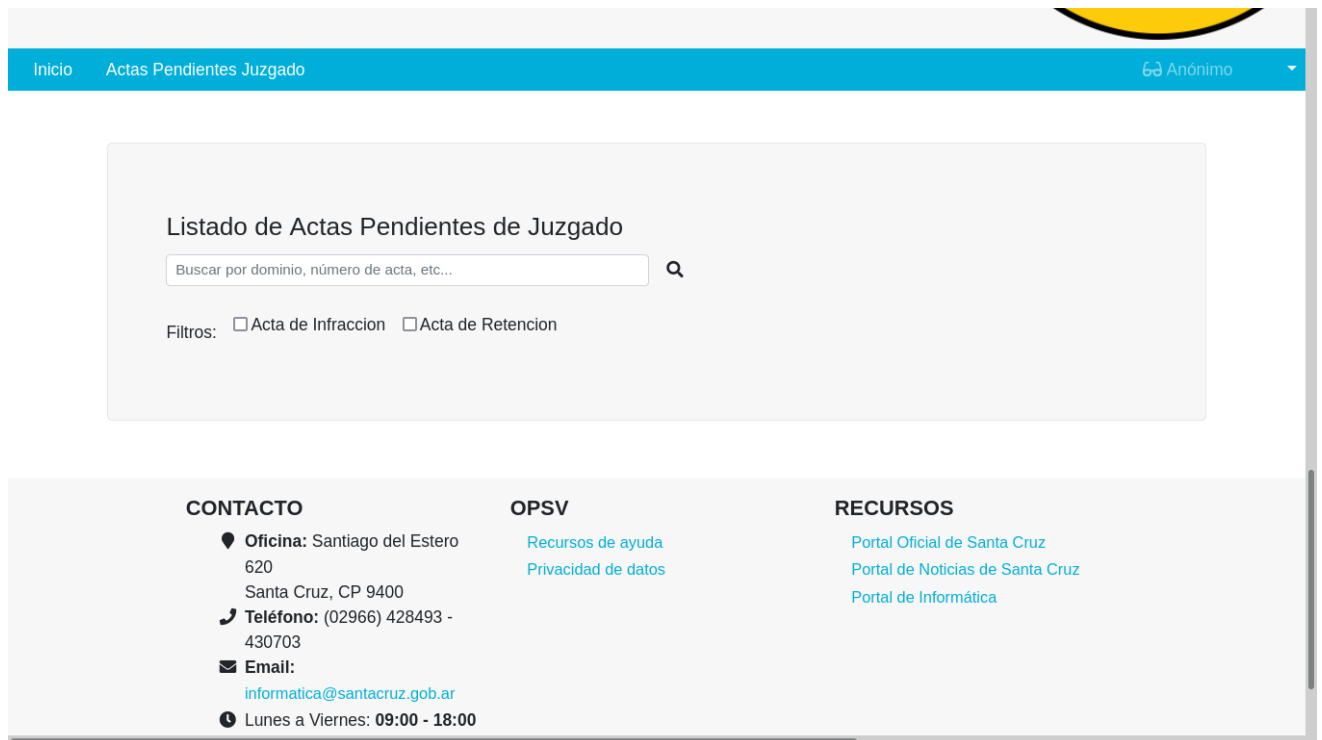 Inicio Actas Pendientes Juzgado Anónimo
Listado de Actas Pendientes de Juzgado
Buscar por dominio, número de acta, etc...
Filtros: Acta de Infraccion Acta de Retencion
CONTACTO
Oficina: Santiago del Estero
620
Santa Cruz, CP 9400
Teléfono: (02966) 428493 -
430703
Email:
informatica@santacruz.gob.ar
Lunes a Viernes: 09:00 - 18:00
OPSV
Recursos de ayuda
Privacidad de datos
RECURSOS
Portal Oficial de Santa Cruz
Portal de Noticias de Santa Cruz
Portal de Informática